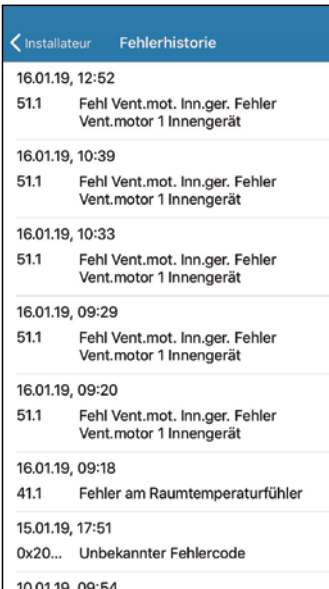 Installateur Fehlerhistorie
16.01.19, 12:52
51.1 Fehl Vent.mot. Inn.ger. Fehler
Vent.motor 1 Innengerät
16.01.19, 10:39
51.1 Fehl Vent.mot. Inn.ger. Fehler
Vent.motor 1 Innengerät
16.01.19, 10:33
51.1 Fehl Vent.mot. Inn.ger. Fehler
Vent.motor 1 Innengerät
16.01.19, 09:29
51.1 Fehl Vent.mot. Inn.ger. Fehler
Vent.motor 1 Innengerät
16.01.19, 09:20
51.1 Fehl Vent.mot. Inn.ger. Fehler
Vent.motor 1 Innengerät
16.01.19, 09:18
41.1 Fehler am Raumtemperaturfühler
15.01.19, 17:51
0x20... Unbekannter Fehlercode
10.01.19, 09:54